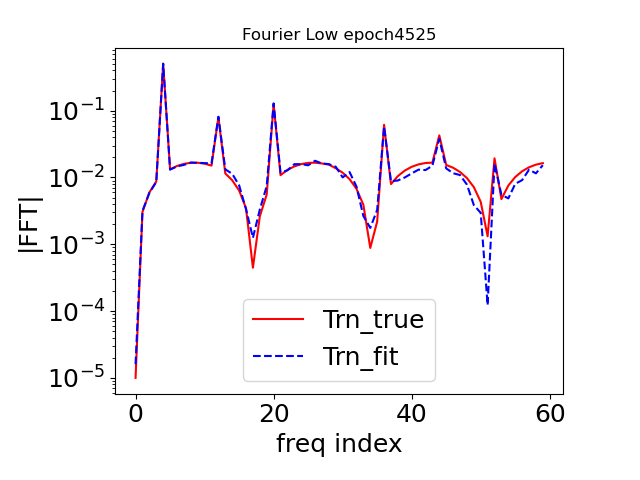 Fourier Low epoch4525
|FFT|
10⁻¹
10⁻²
10⁻³
10⁻⁴
10⁻⁵
Trn_true
Trn_fit
0 20 40 60
freq index